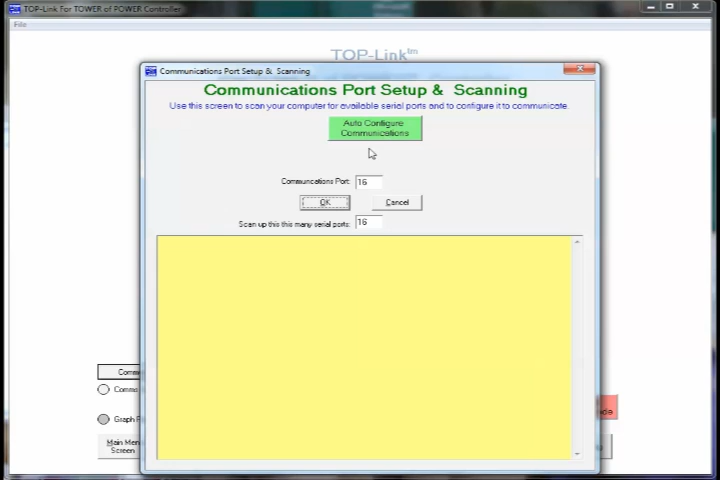 TOP-Link For TOWER of POWER Controller
File
TOP-Link™
Communications Port Setup & Scanning
Communications Port Setup & Scanning
Use this screen to scan your computer for available serial ports and to configure it to communicate.
Auto Configure
Communications
Communications Port: 16
OK Cancel
Scan up this this many serial ports: 16
Main Men
Screen